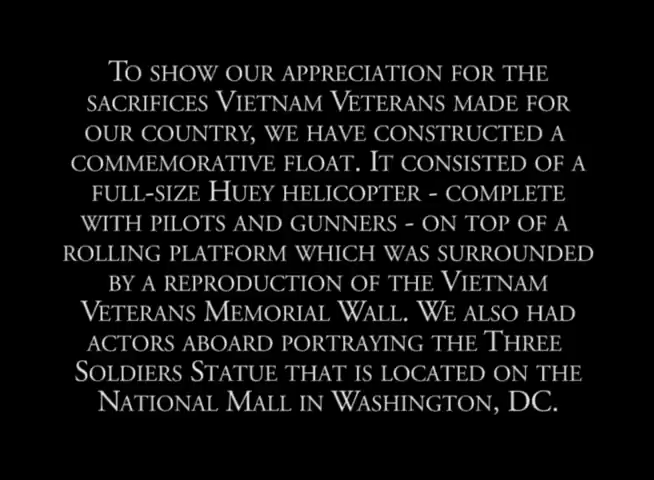 To show our appreciation for the
sacrifices Vietnam Veterans made for
our country, we have constructed a
commemorative float. It consisted of a
full-size Huey helicopter - complete
with pilots and gunners - on top of a
rolling platform which was surrounded
by a reproduction of the Vietnam
Veterans Memorial Wall. We also had
actors aboard portraying the Three
Soldiers Statue that is located on the
National Mall in Washington, DC.